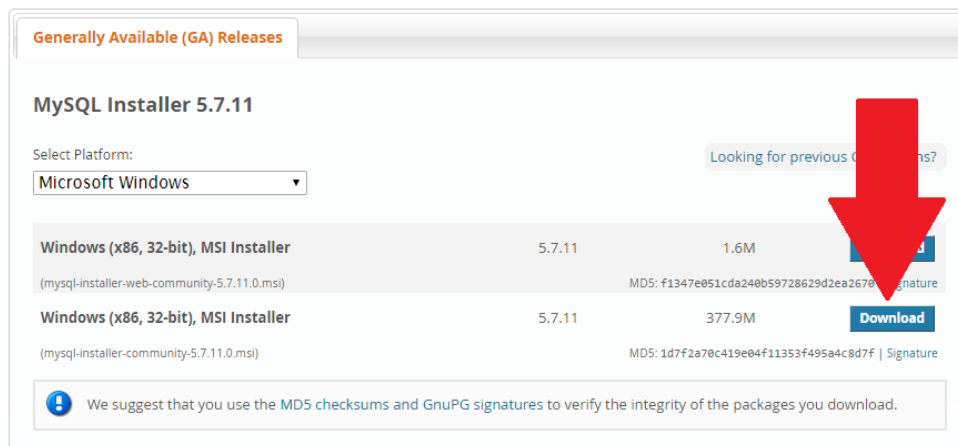 Generally Available (GA) Releases
MySQL Installer 5.7.11
Select Platform:
Looking for previous
Microsoft Windows
Windows (x86, 32-bit), MSI Installer 5.7.11 1.6M
(mysql-installer-web-community-5.7.11.0.msi) MD5: f1347e051cda240b59728629d2ea2670
Windows (x86, 32-bit), MSI Installer 5.7.11 377.9M Download
(mysql-installer-community-5.7.11.0.msi) MD5: 1d7f2a70c419e04f11353f495a4c8d7f | Signature
We suggest that you use the MD5 checksums and GnuPG signatures to verify the integrity of the packages you download.